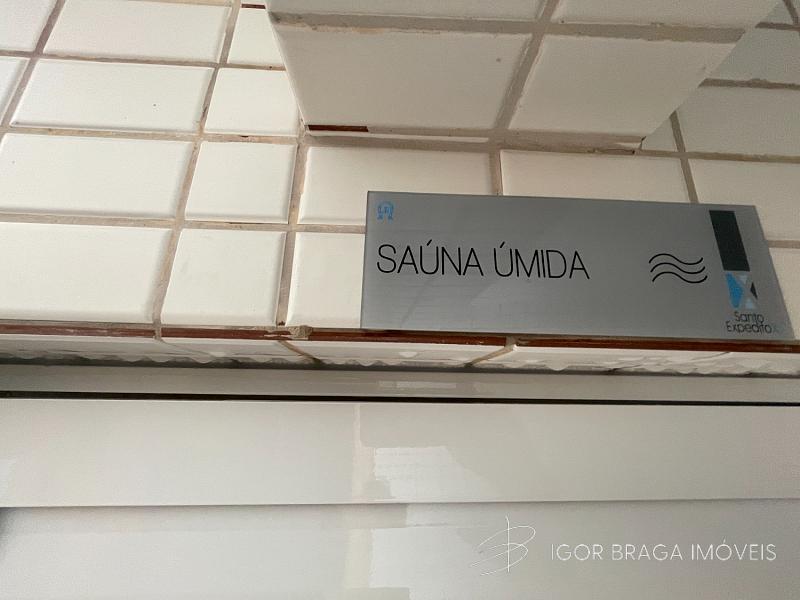 SAÚNA ÚMIDA
Santo
Expedito
IGOR BRAGA IMÓVEIS